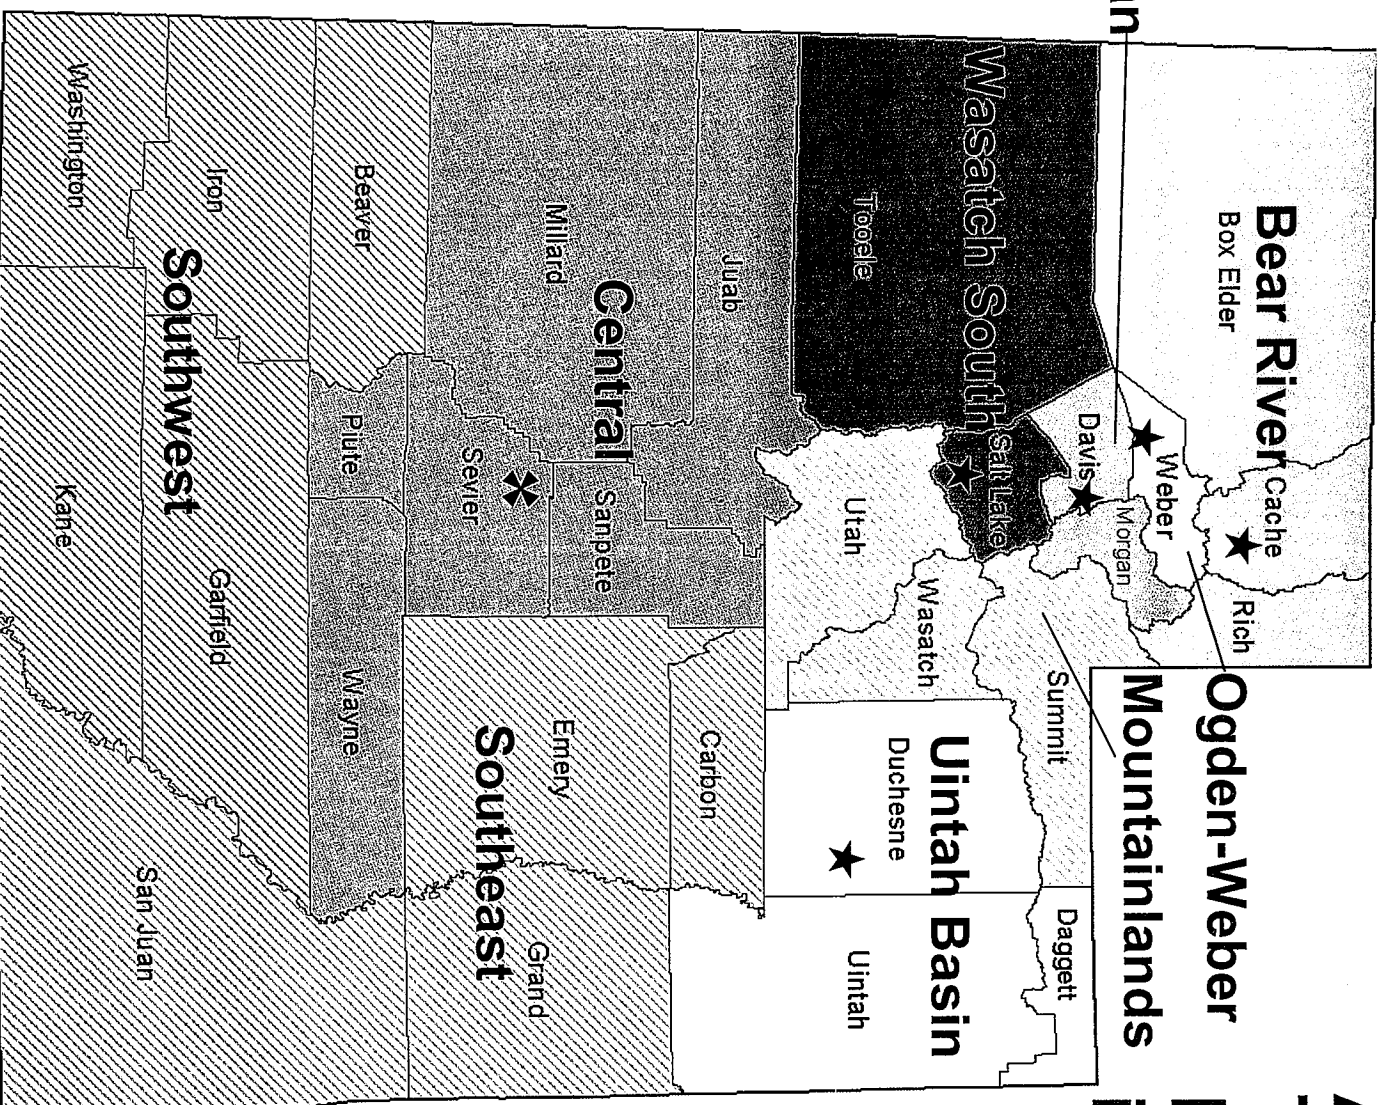 Bear River
Box Elder
Cache
Rich
Ogden-Weber
Weber
Mountainlands
Morgan
Davis
Summit
Daggett
Wasatch South
Salt Lake
Tooele
Utah
Wasatch
Uintah Basin
Duchesne
Uintah
Juab
Central
Millard
Sanpete
Sevier
Piute
Wayne
Carbon
Emery
Southeast
Grand
Beaver
Iron
Southwest
Washington
Garfield
Kane
San Juan